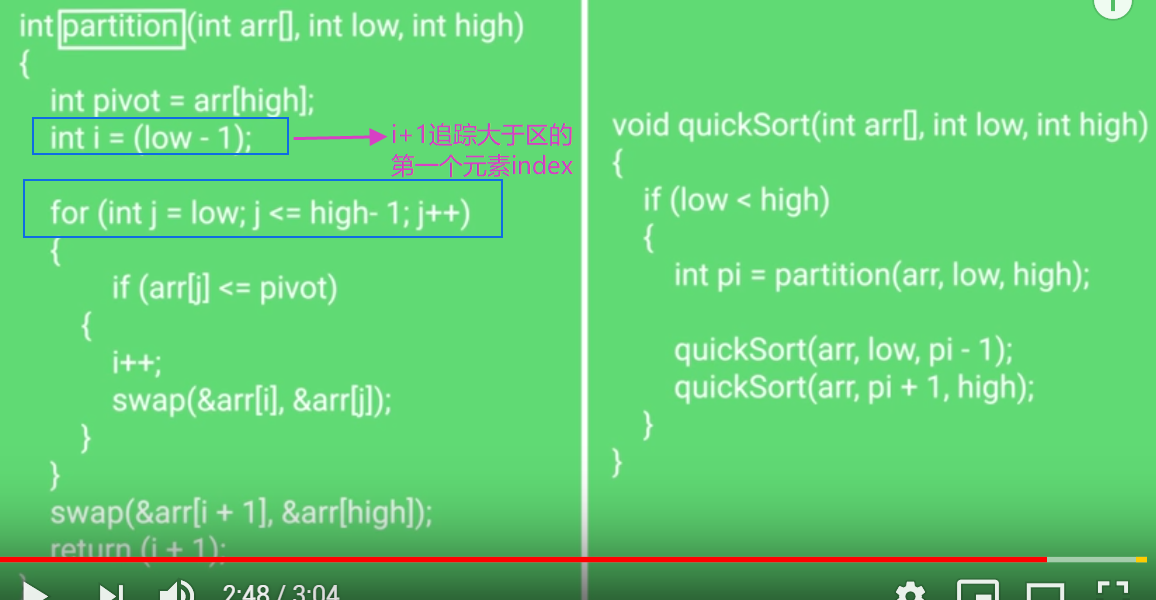 int partition (int arr[], int low, int high)
{
int pivot = arr[high];
int i = (low - 1);
i+1追踪大于区的
第一个元素index
for (int j = low; j <= high- 1; j++)
{
if (arr[j] <= pivot)
{
i++;
swap(&arr[i], &arr[j]);
}
}
swap(&arr[i + 1], &arr[high]);
return (i + 1);
void quickSort(int arr[], int low, int high)
{
if (low < high)
{
int pi = partition(arr, low, high);
quickSort(arr, low, pi - 1);
quickSort(arr, pi + 1, high);
}
}
2:48 / 3:04